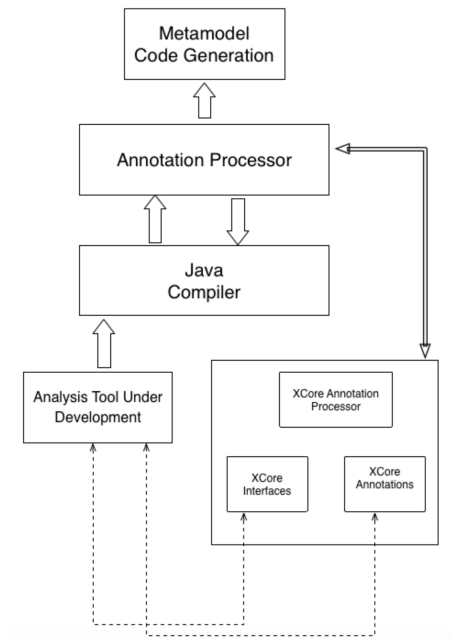 Metamodel
Code Generation
Annotation Processor
Java
Compiler
Analysis Tool Under
Development
XCore Annotation
Processor
XCore
Interfaces
XCore
Annotations